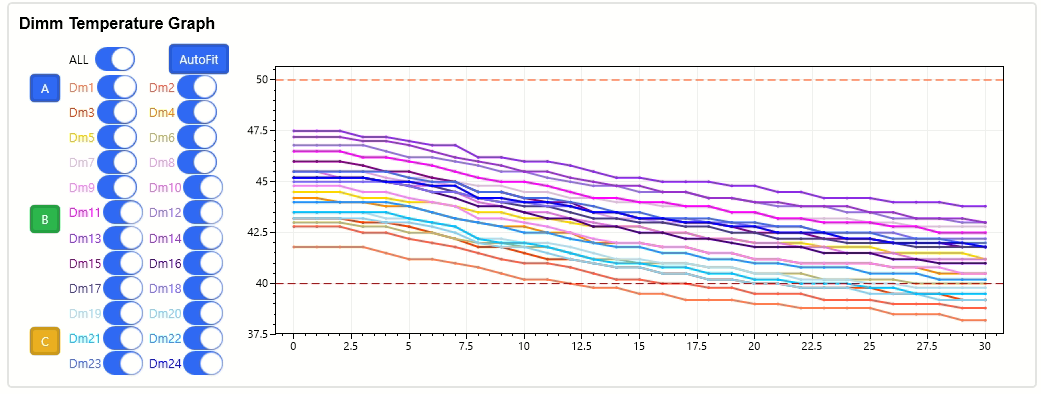 Dimm Temperature Graph
ALL AutoFit
A Dm1 Dm2
Dm3 Dm4
Dm5 Dm6
Dm7 Dm8
Dm9 Dm10
B Dm11 Dm12
Dm13 Dm14
Dm15 Dm16
Dm17 Dm18
Dm19 Dm20
C Dm21 Dm22
Dm23 Dm24
50
47.5
45
42.5
40
37.5
0 2.5 5 7.5 10 12.5 15 17.5 20 22.5 25 27.5 30